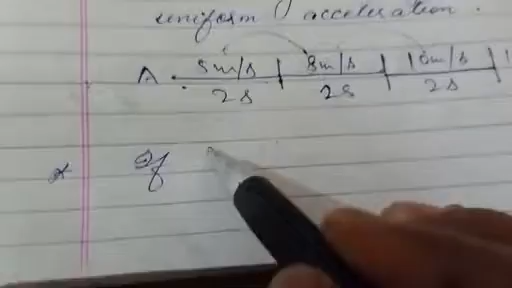 uniform acceleration.
A 5m/s 8m/s 10m/s
2s 2s 2s
* If